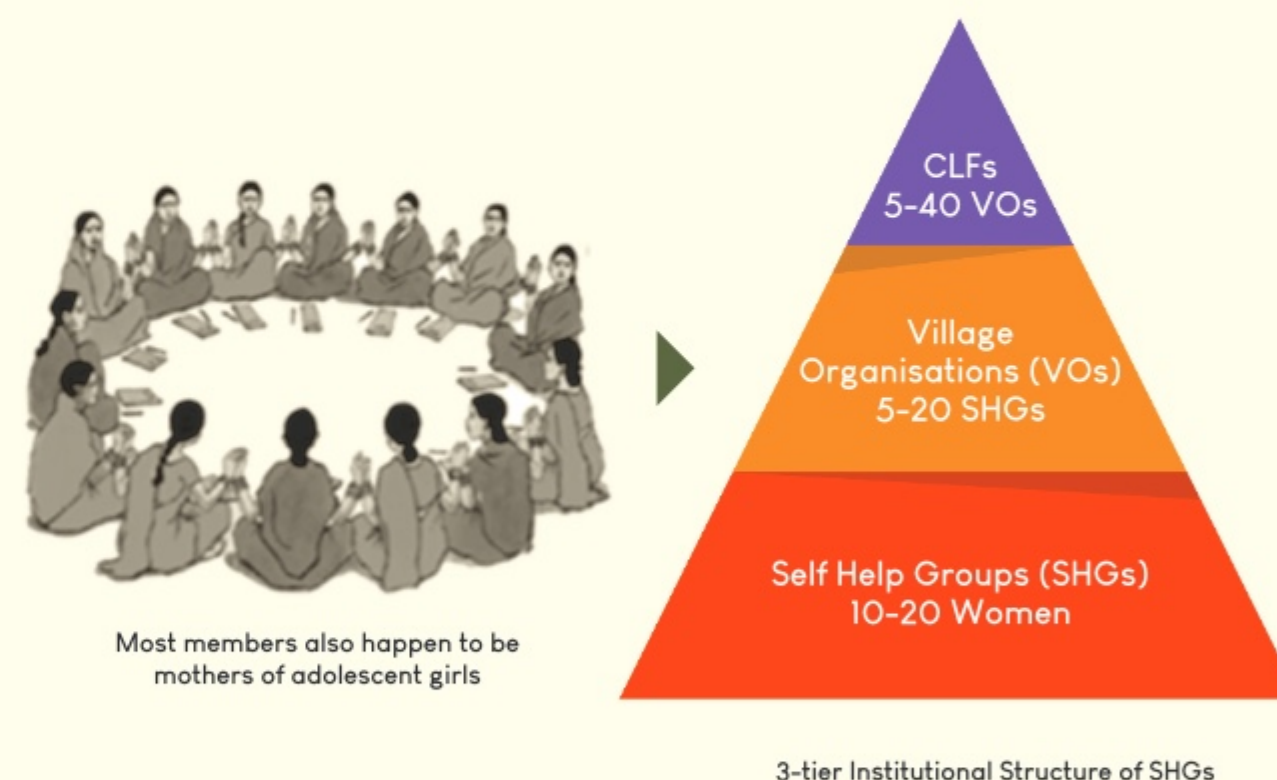 CLFs
5-40 VOs
Village
Organisations (VOs)
5-20 SHGs
Self Help Groups (SHGs)
10-20 Women
Most members also happen to be
mothers of adolescent girls
3-tier Institutional Structure of SHGs